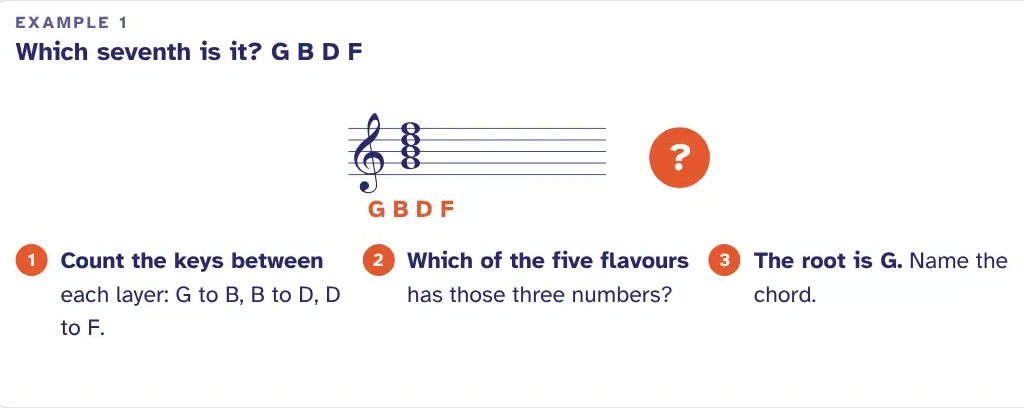 EXAMPLE 1
Which seventh is it? G B D F
?
G B D F
1 Count the keys between
each layer: G to B, B to D, D
to F.
2 Which of the five flavours
has those three numbers?
3 The root is G. Name the
chord.